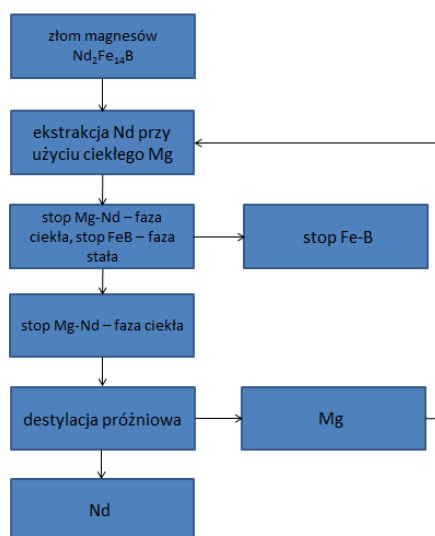 złom magnesów
Nd₂Fe₁₄B
ekstrakcja Nd przy
użyciu ciekłego Mg
stop Mg-Nd – faza
ciekła, stop FeB – faza
stała
stop Fe-B
stop Mg-Nd – faza ciekła
destylacja próżniowa
Mg
Nd